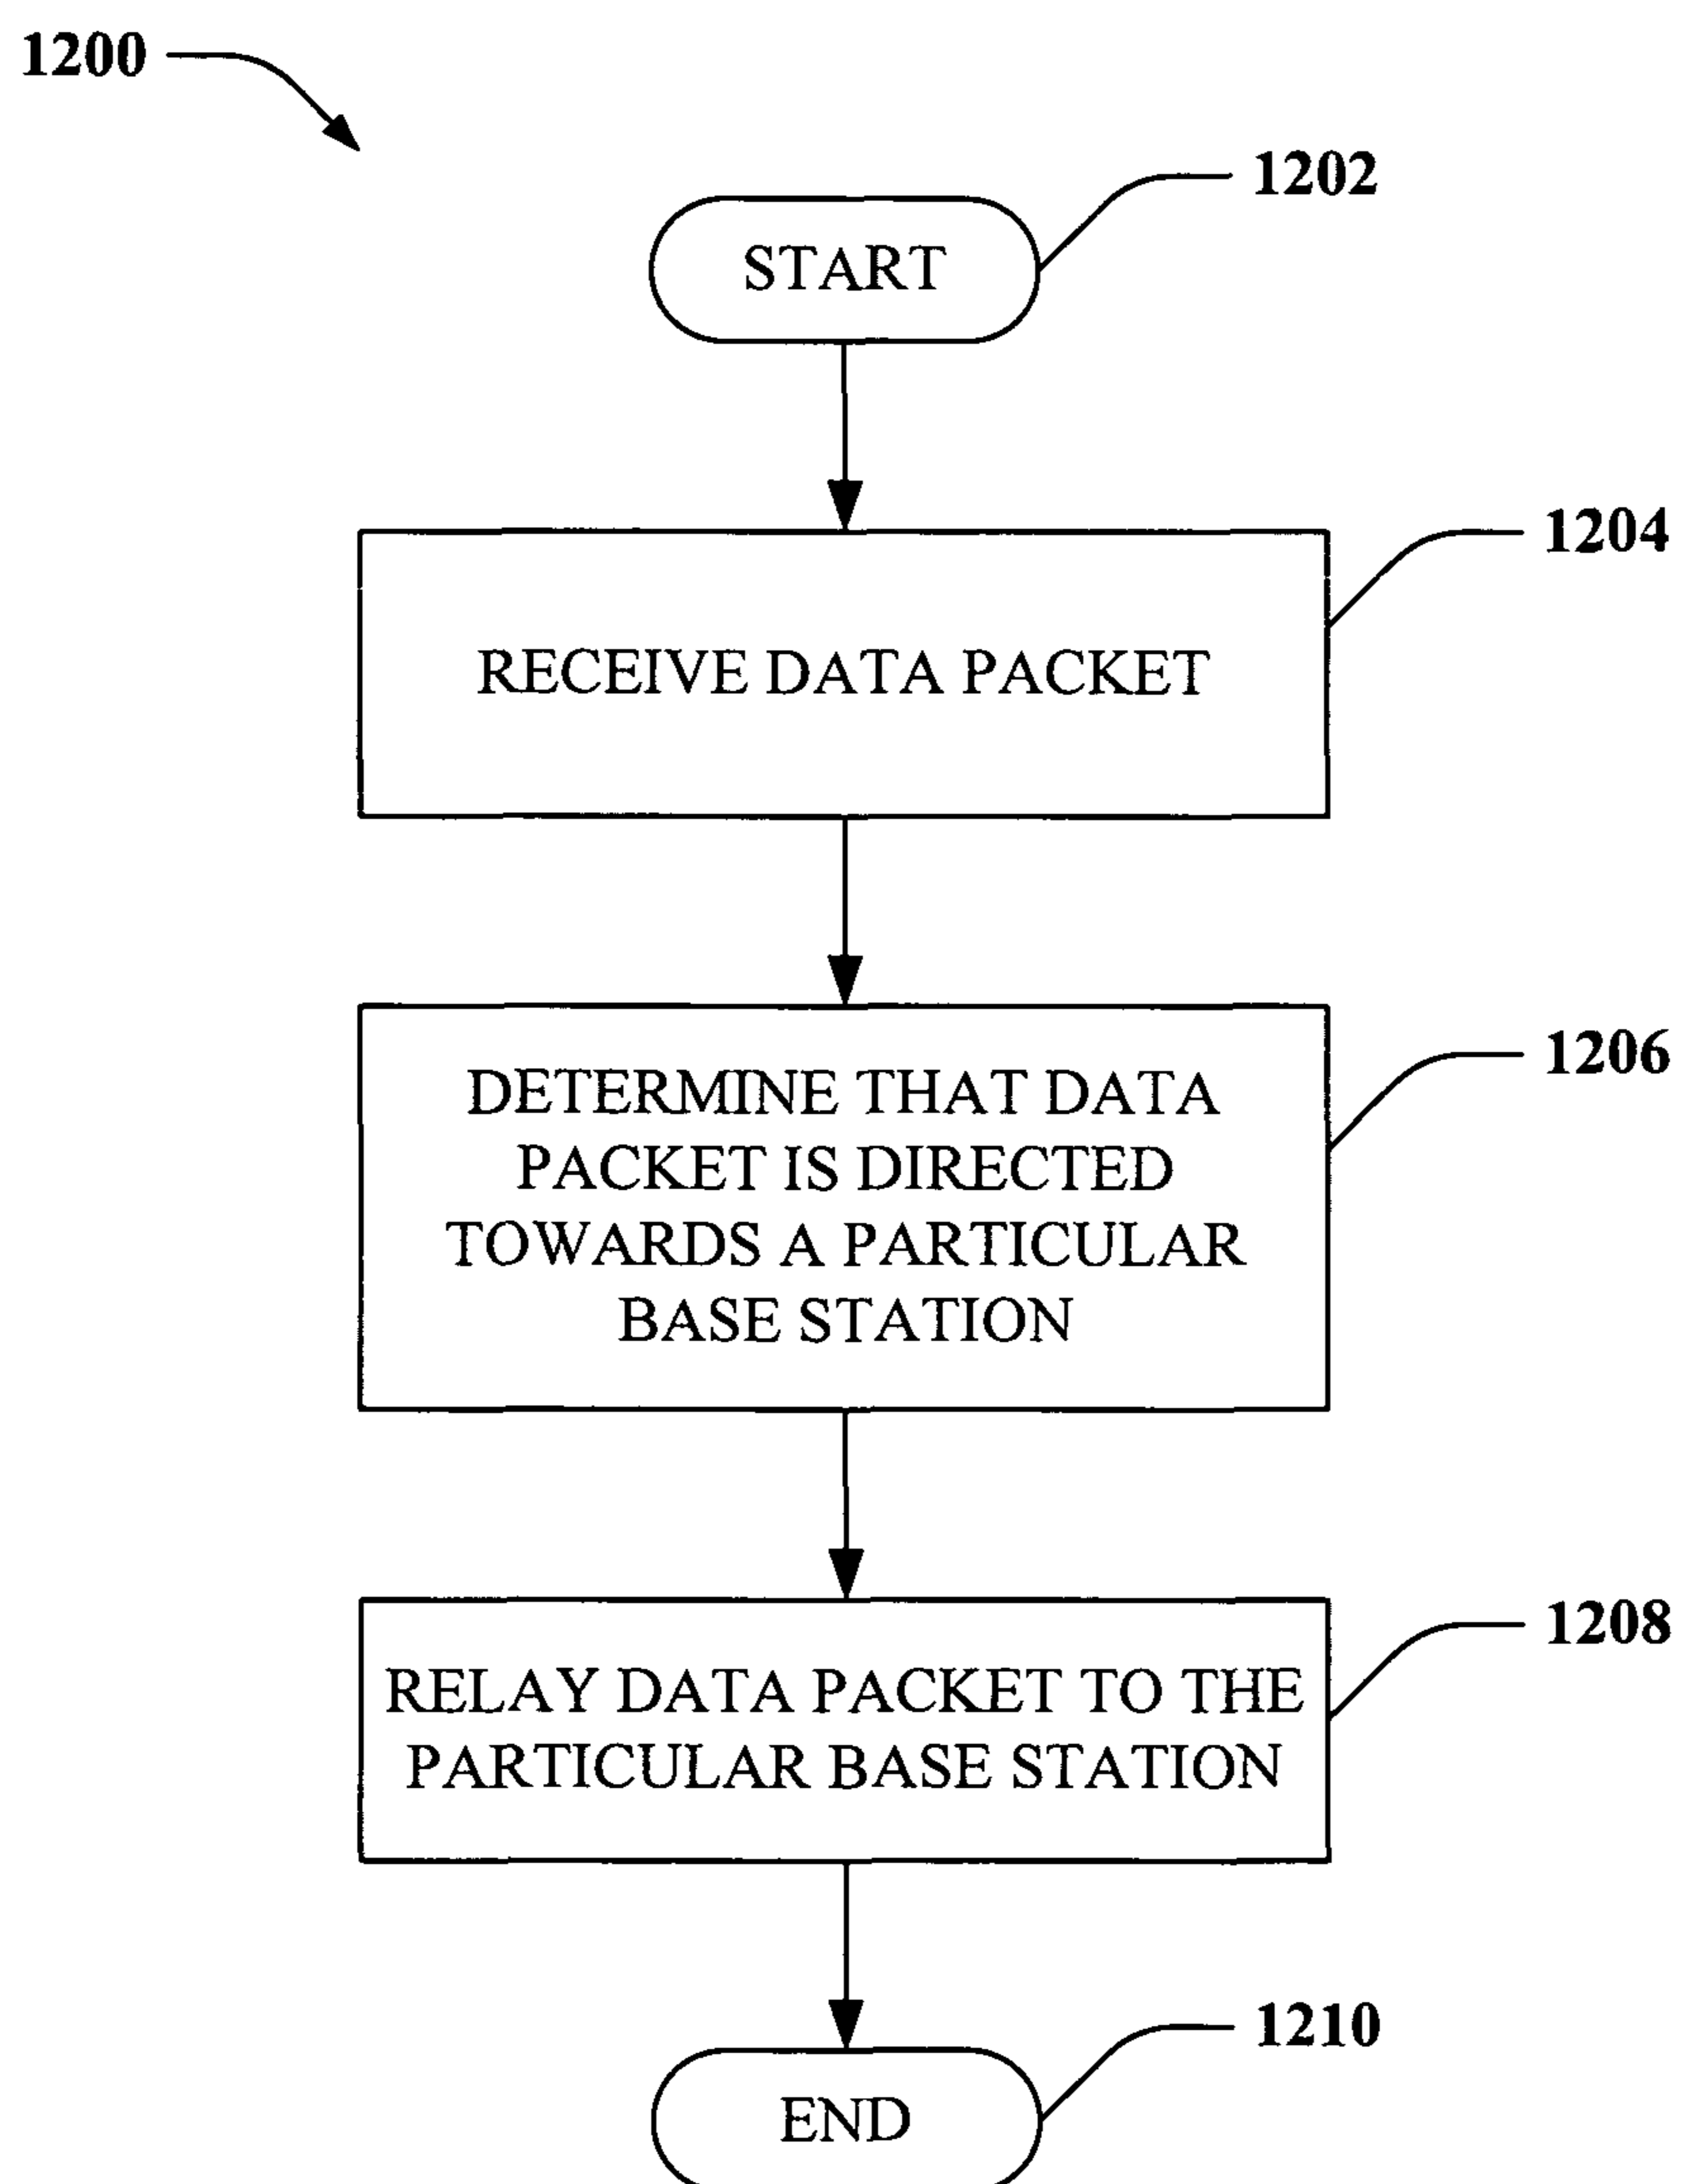 1200
1202
START
1204
RECEIVE DATA PACKET
1206
DETERMINE THAT DATA
PACKET IS DIRECTED
TOWARDS A PARTICULAR
BASE STATION
1208
RELAY DATA PACKET TO THE
PARTICULAR BASE STATION
1210
END